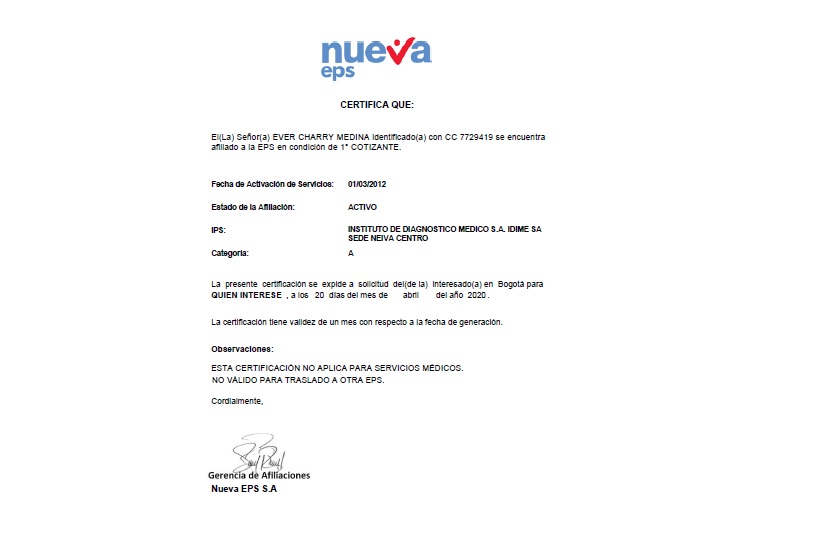 nueva
eps
CERTIFICA QUE:
El(La) Señor(a) EVER CHARRY MEDINA identificado(a) con CC 7729419 se encuentra
afiliado a la EPS en condición de 1° COTIZANTE.
Fecha de Activación de Servicios: 01/03/2012
Estado de la Afiliación: ACTIVO
IPS: INSTITUTO DE DIAGNOSTICO MEDICO S.A. IDIME SA
SEDE NEIVA CENTRO
Categoría: A
La presente certificación se expide a solicitud del(de la) interesado(a) en Bogotá para
QUIEN INTERESE , a los 20 días del mes de abril del año 2020 .
La certificación tiene validez de un mes con respecto a la fecha de generación.
Observaciones:
ESTA CERTIFICACIÓN NO APLICA PARA SERVICIOS MÉDICOS.
NO VÁLIDO PARA TRASLADO A OTRA EPS.
Cordialmente,
Gerencia de Afiliaciones
Nueva EPS S.A